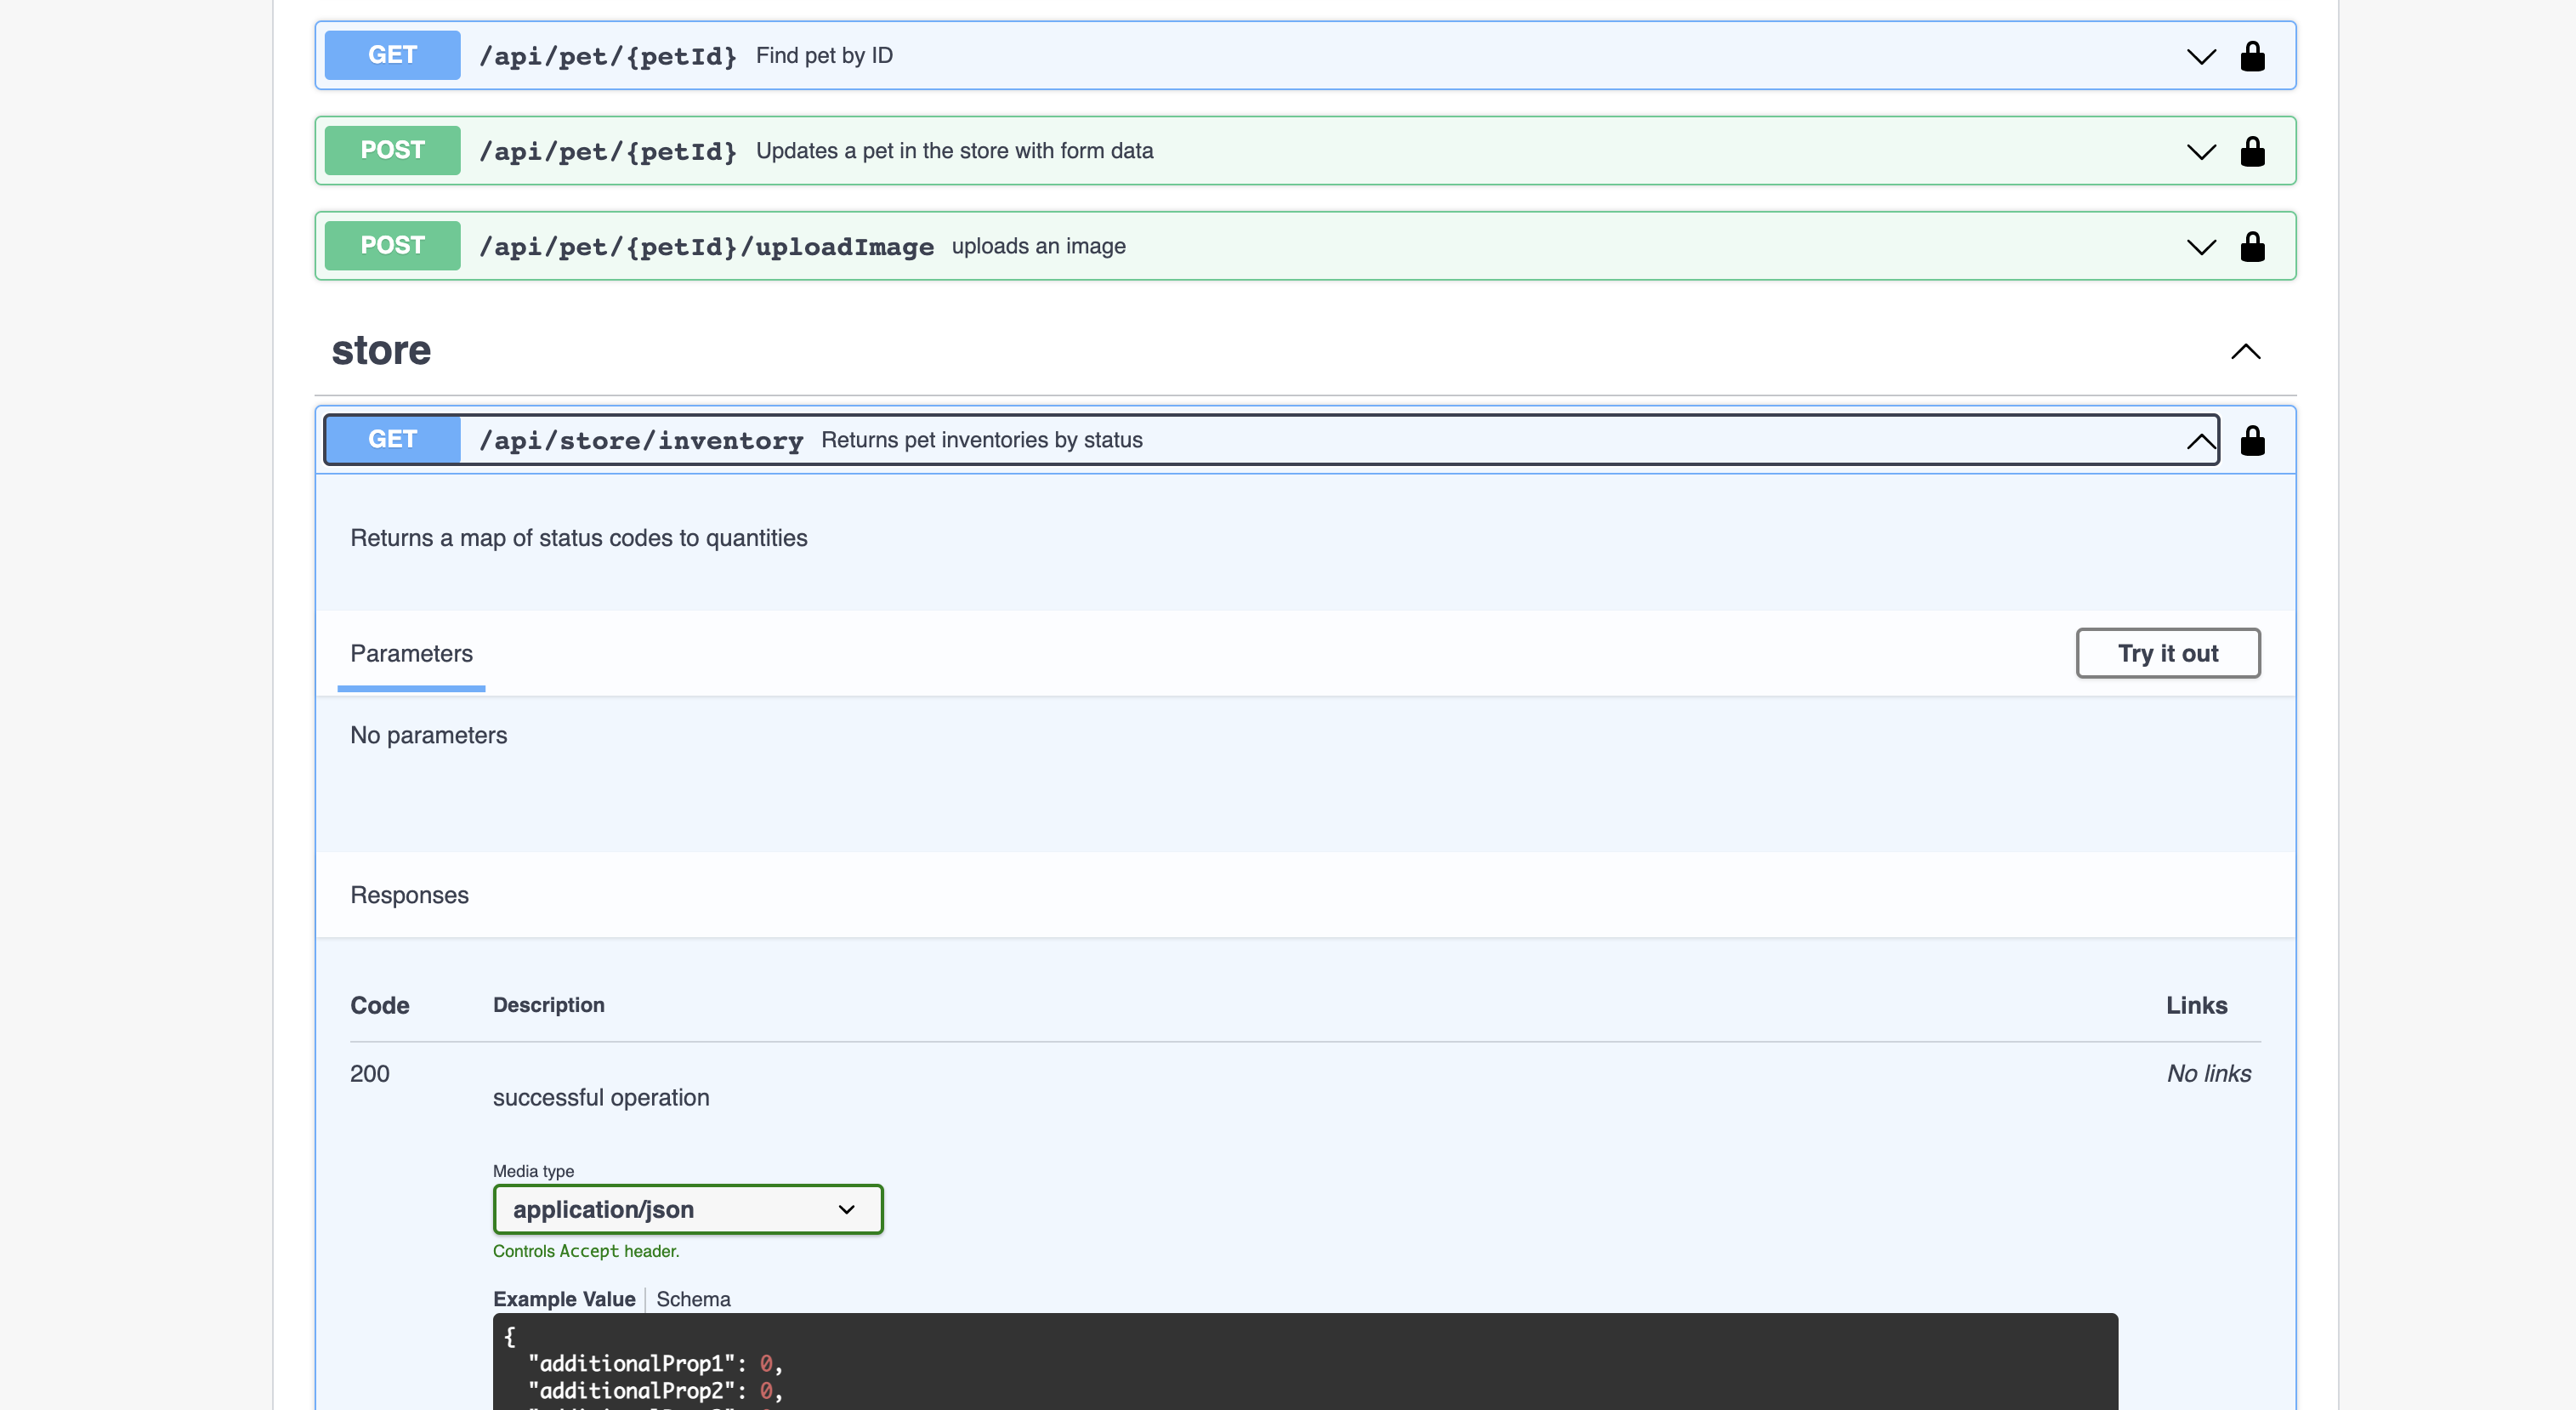 GET /api/pet/{petId} Find pet by ID
POST /api/pet/{petId} Updates a pet in the store with form data
POST /api/pet/{petId}/uploadImage uploads an image
store
GET /api/store/inventory Returns pet inventories by status
Returns a map of status codes to quantities
Parameters Try it out
No parameters
Responses
Code Description Links
200 No links
successful operation
Media type
application/json
Controls Accept header.
Example Value Schema
{
"additionalProp1": 0,
"additionalProp2": 0,